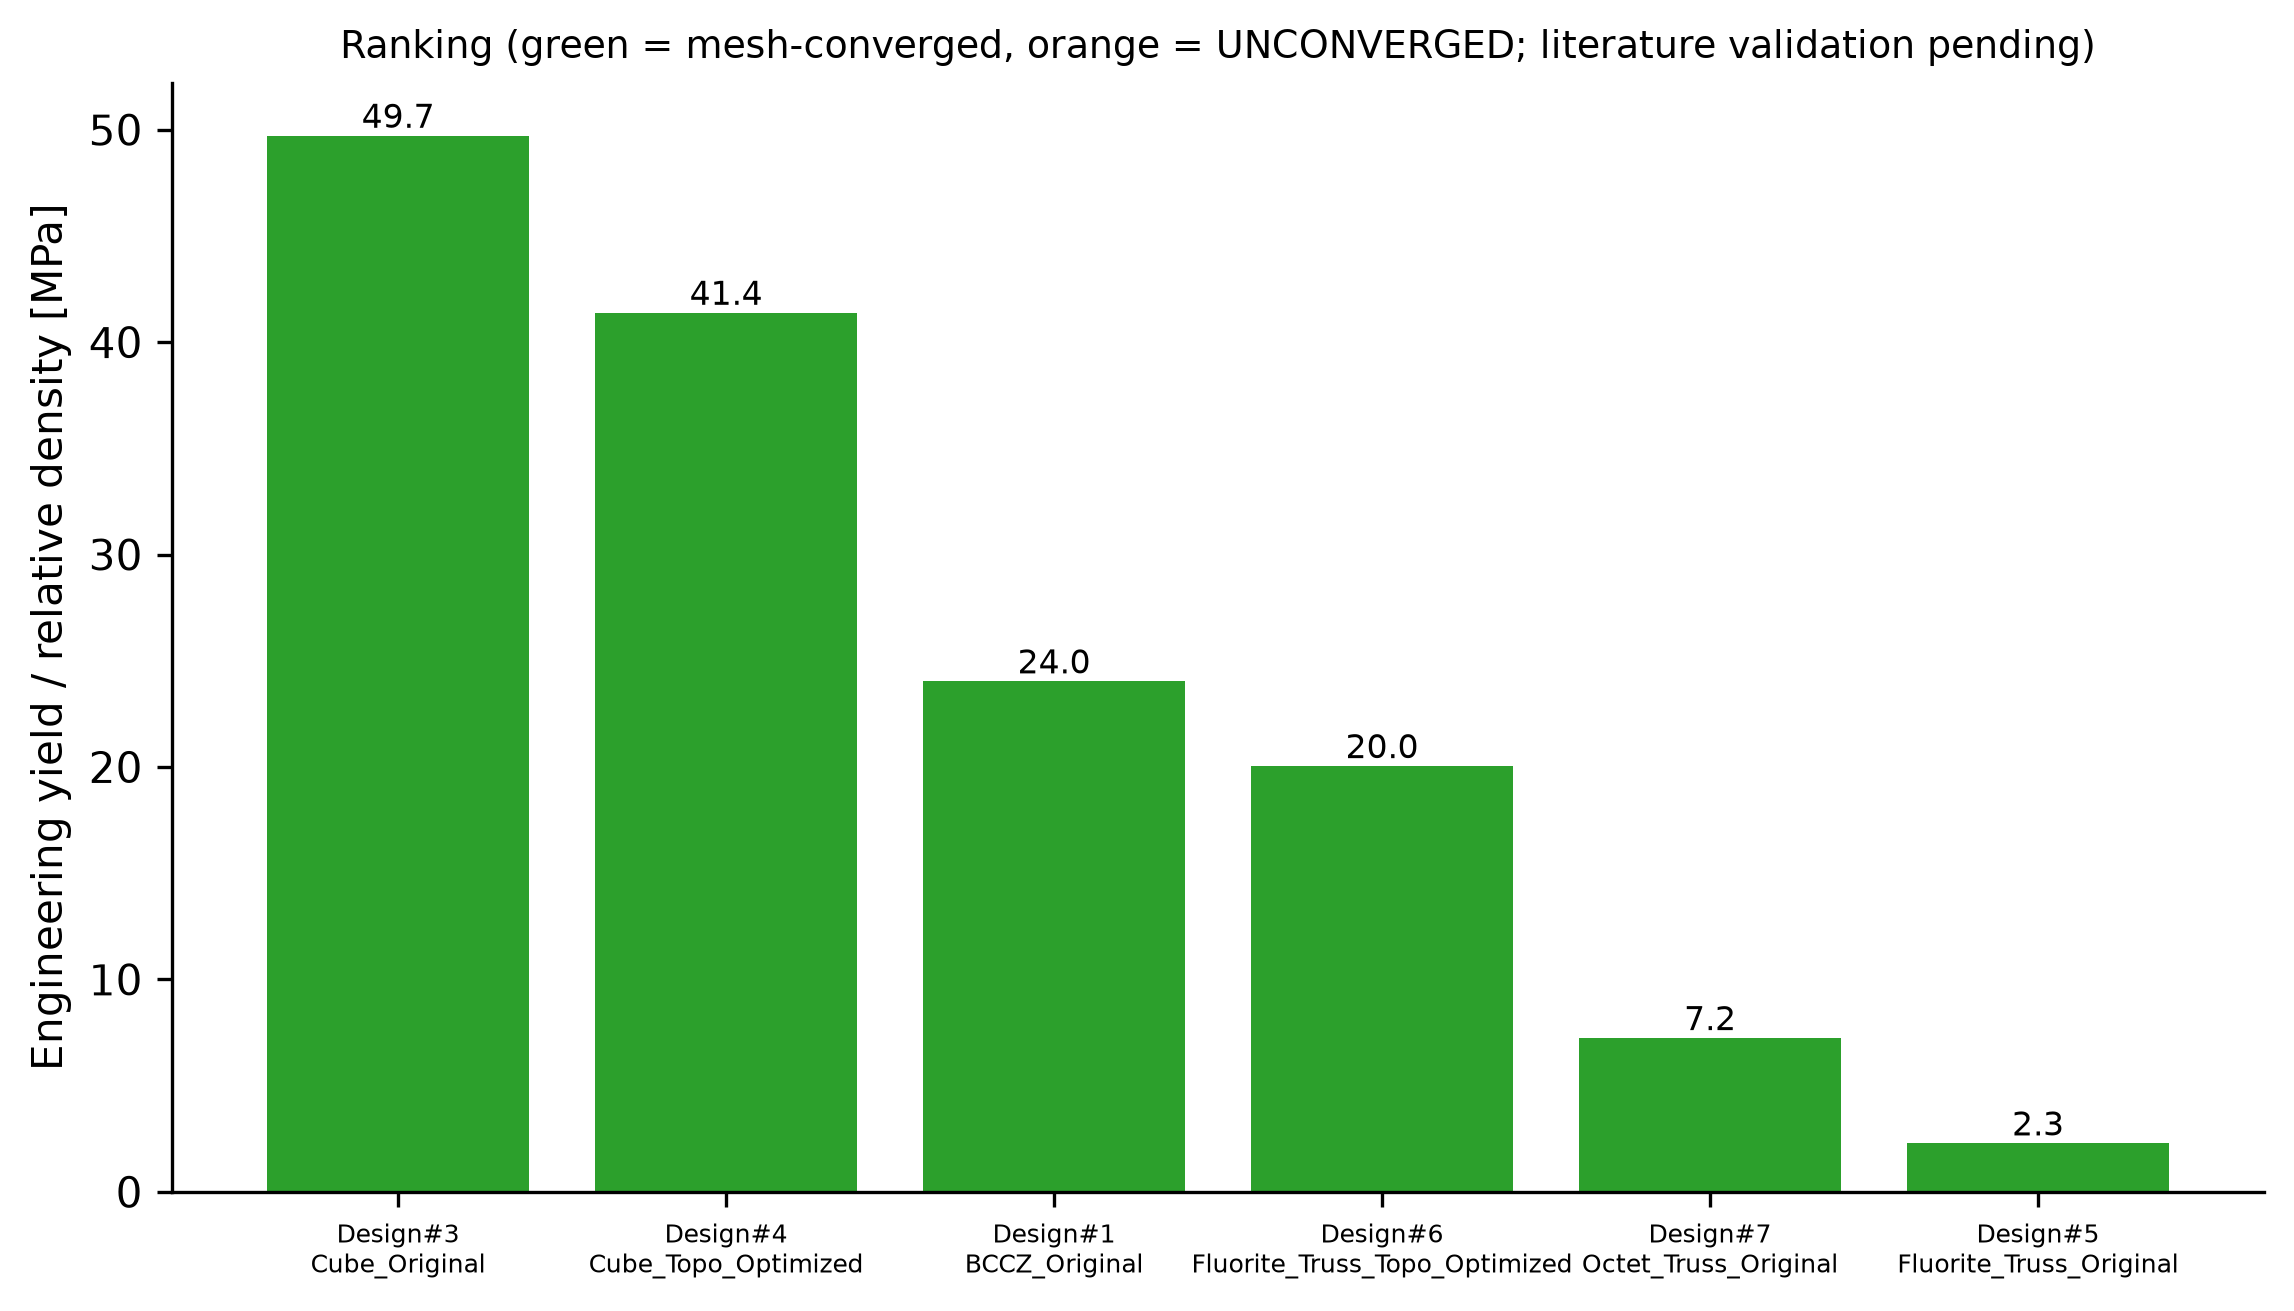 Ranking (green = mesh-converged, orange = UNCONVERGED; literature validation pending)
Engineering yield / relative density [MPa]
50
40
30
20
10
0
49.7
41.4
24.0
20.0
7.2
2.3
Design#3
Cube_Original
Design#4
Cube_Topo_Optimized
Design#1
BCCZ_Original
Design#6
Fluorite_Truss_Topo_Optimized
Design#7
Octet_Truss_Original
Design#5
Fluorite_Truss_Original